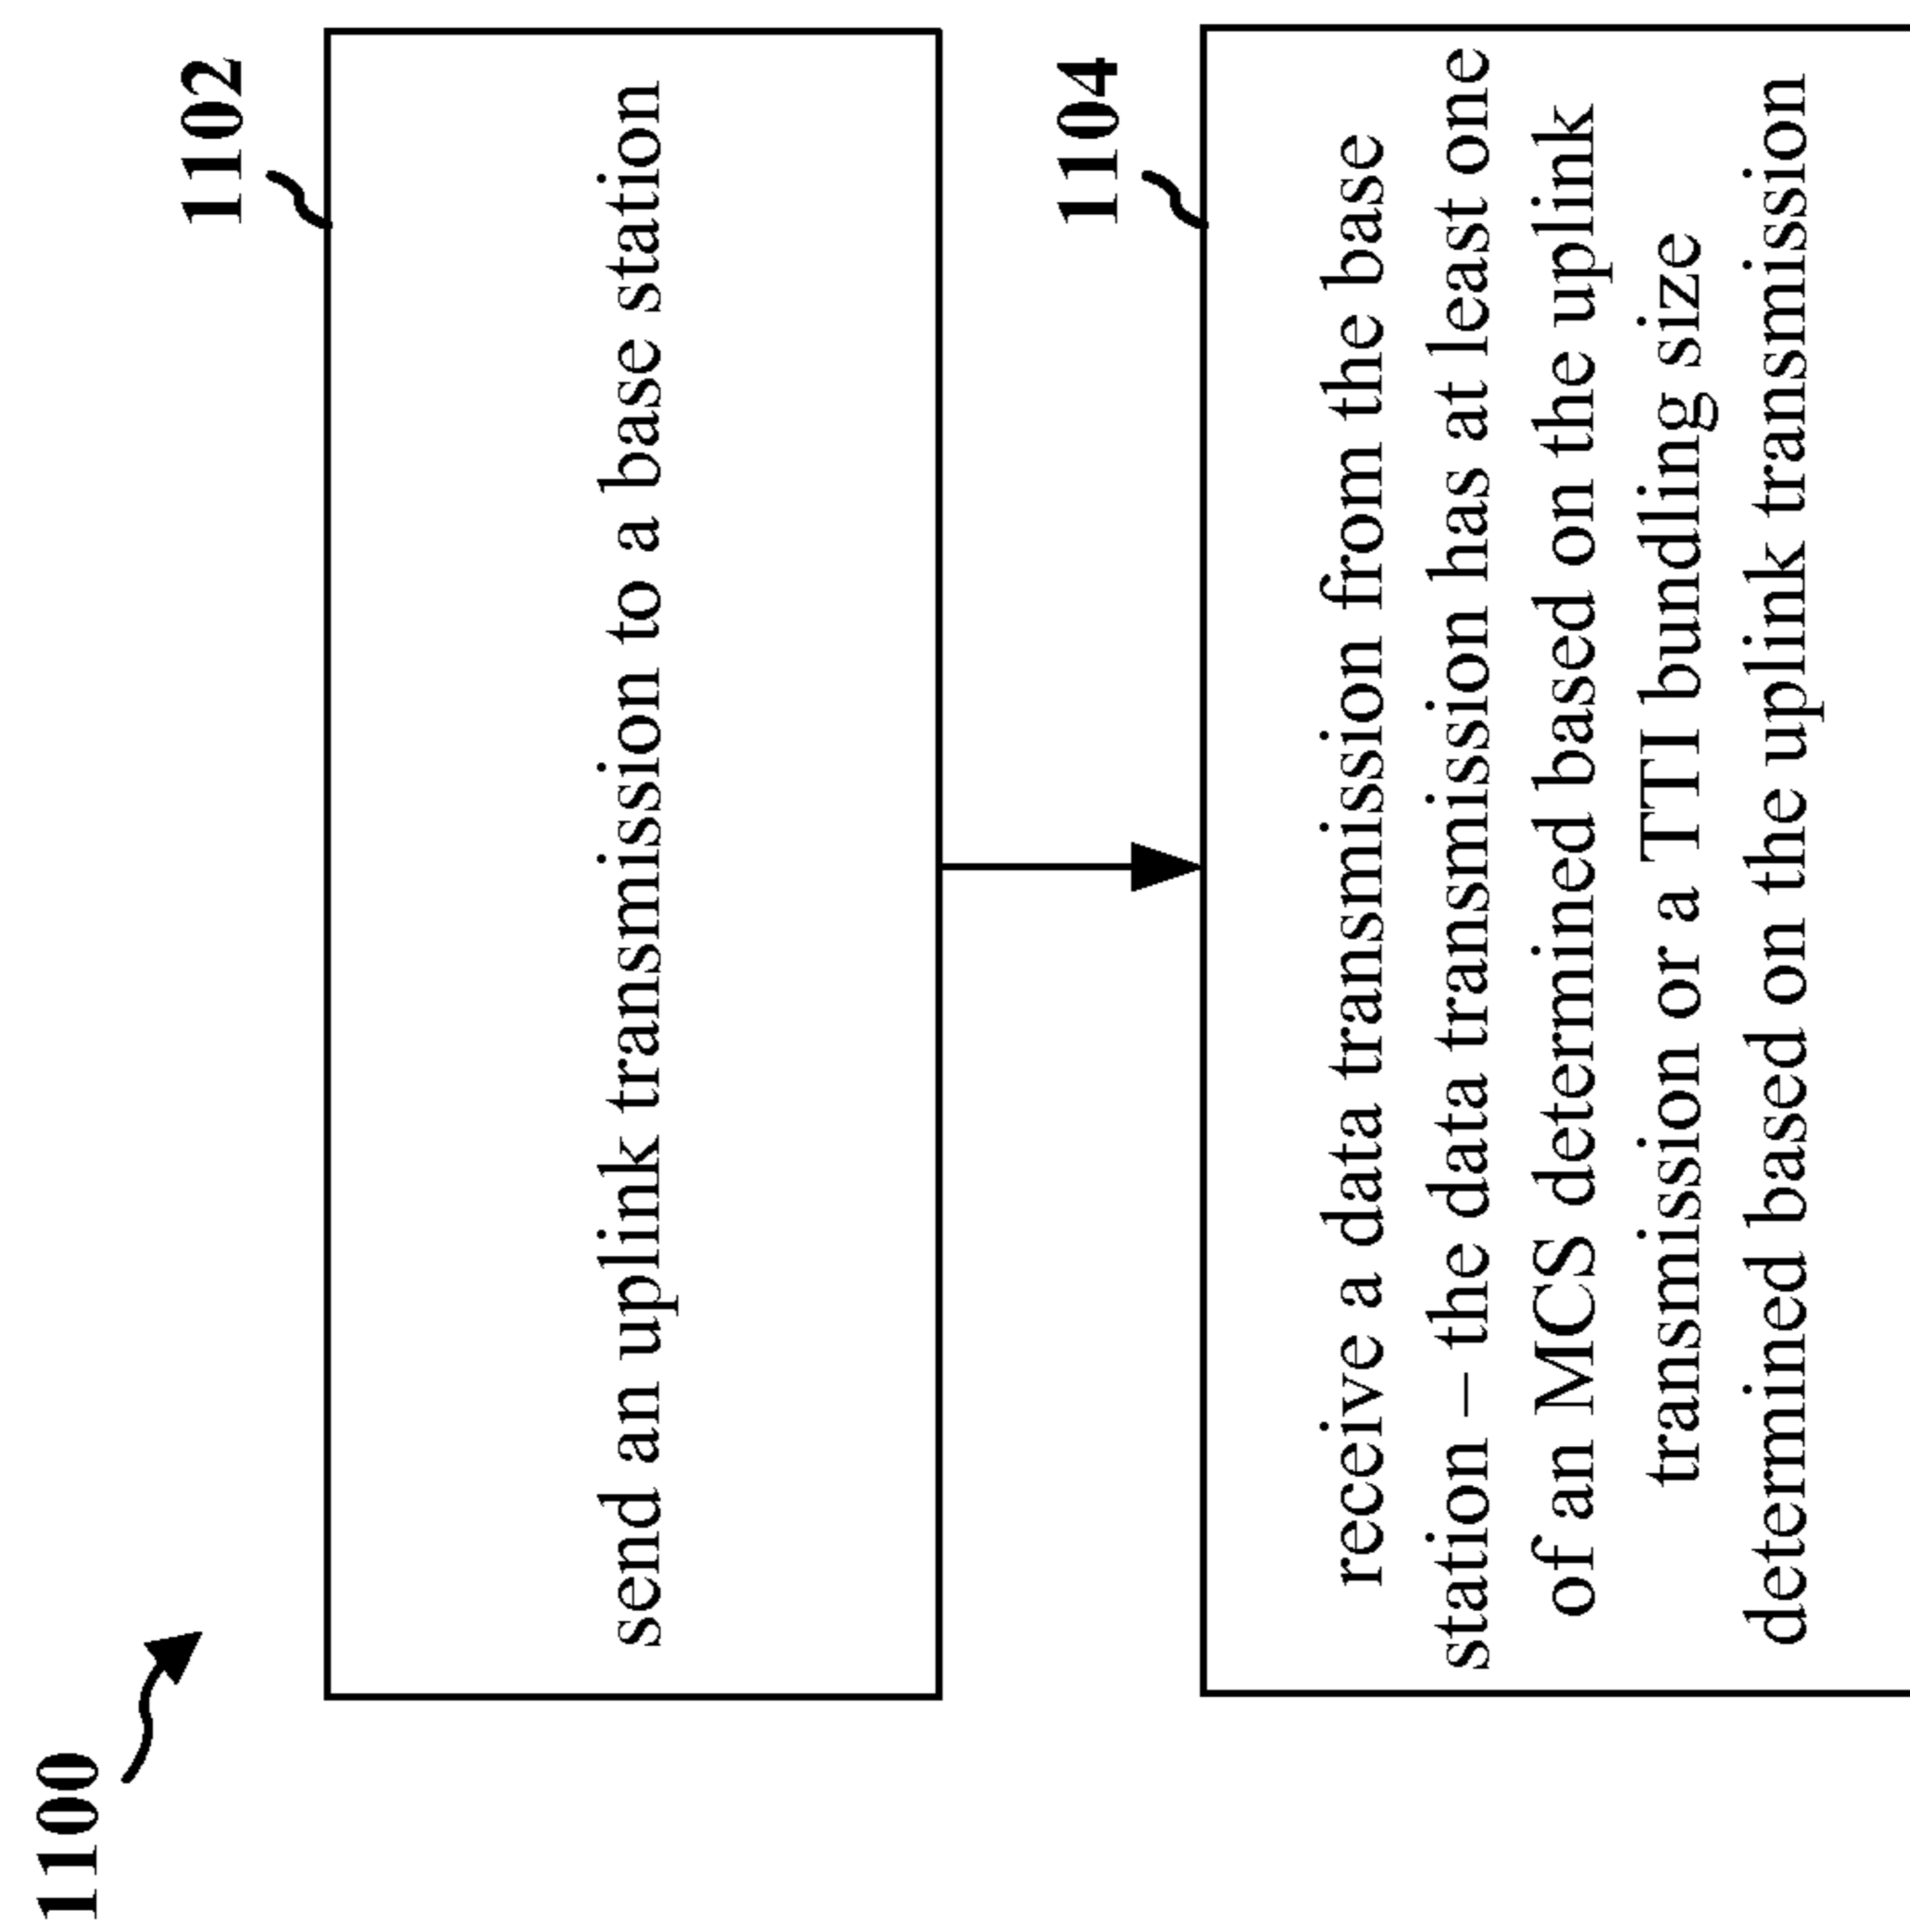 1100
1102
send an uplink transmission to a base station
1104
receive a data transmission from the base
station – the data transmission has at least one
of an MCS determined based on the uplink
transmission or a TTI bundling size
determined based on the uplink transmission